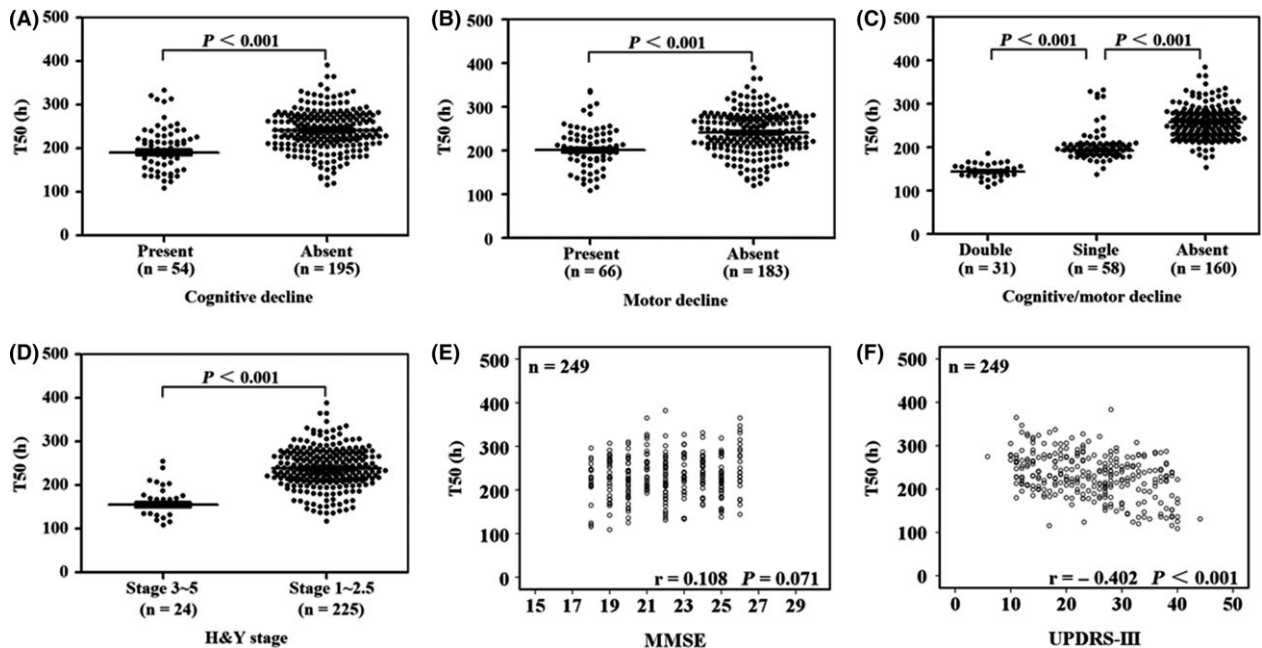 (A)
500
400
300
200
100
0
T50 (h)
P < 0.001
Present
(n = 54)
Absent
(n = 195)
Cognitive decline
(B)
500
400
300
200
100
0
T50 (h)
P < 0.001
Present
(n = 66)
Absent
(n = 183)
Motor decline
(C)
500
400
300
200
100
0
T50 (h)
P < 0.001
P < 0.001
Double
(n = 31)
Single
(n = 58)
Absent
(n = 160)
Cognitive/motor decline
(D)
500
400
300
200
100
0
T50 (h)
P < 0.001
Stage 3~5
(n = 24)
Stage 1~2.5
(n = 225)
H&Y stage
(E)
500
400
300
200
100
0
T50 (h)
n = 249
r = 0.108 P = 0.071
15 17 19 21 23 25 27 29
MMSE
(F)
500
400
300
200
100
0
T50 (h)
n = 249
r = – 0.402 P < 0.001
0 10 20 30 40 50
UPDRS-III